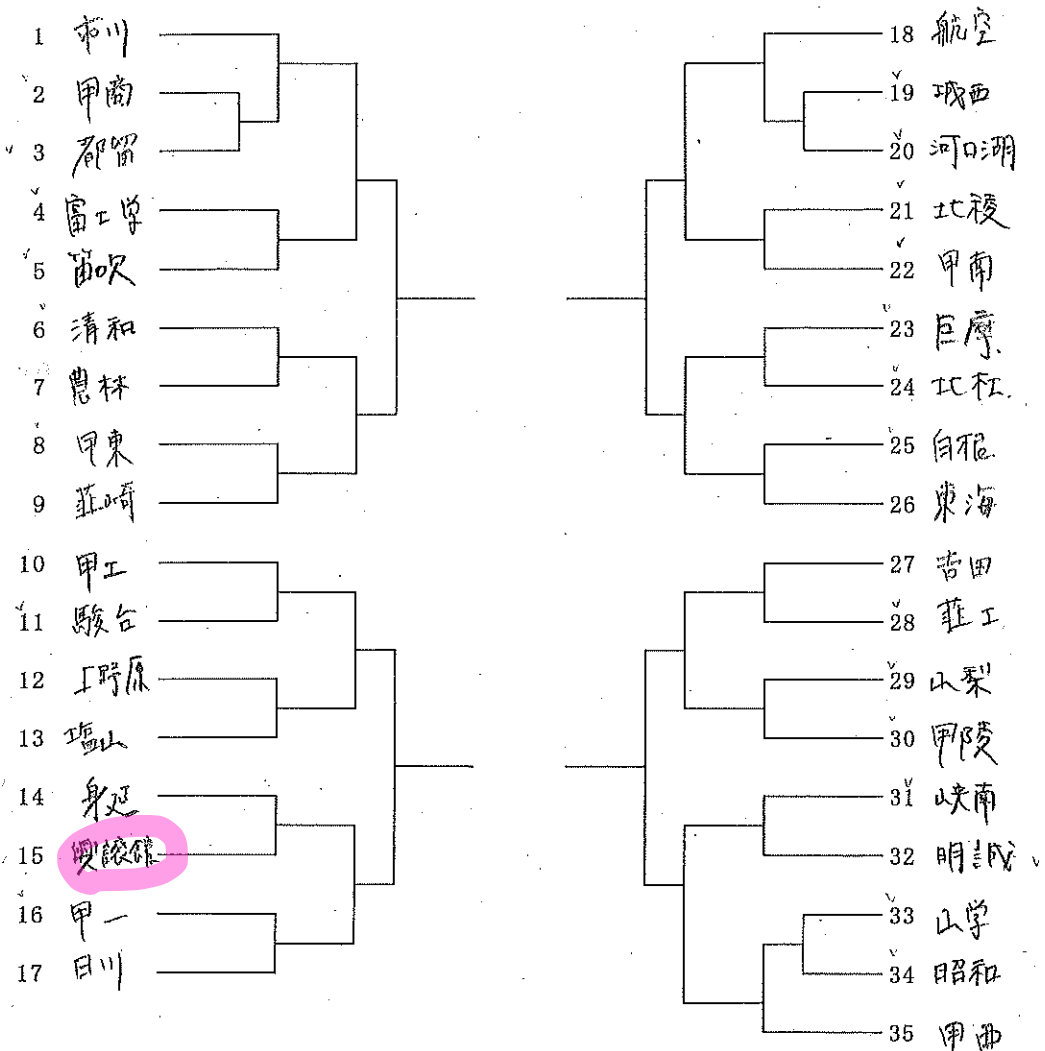 1 市川
2 甲商
3 都留
4 富士学
5 笛吹
6 清和
7 農林
8 甲東
9 韮崎
10 甲工
11 駿台
12 上野原
13 塩山
14 身延
15 興譲館
16 甲一
17 日川
18 航空
19 城西
20 河口湖
21 北稜
22 甲南
23 巨摩
24 北杜
25 白根
26 東海
27 吉田
28 韮工
29 山梨
30 甲陵
31 峡南
32 明誠
33 山学
34 昭和
35 甲西